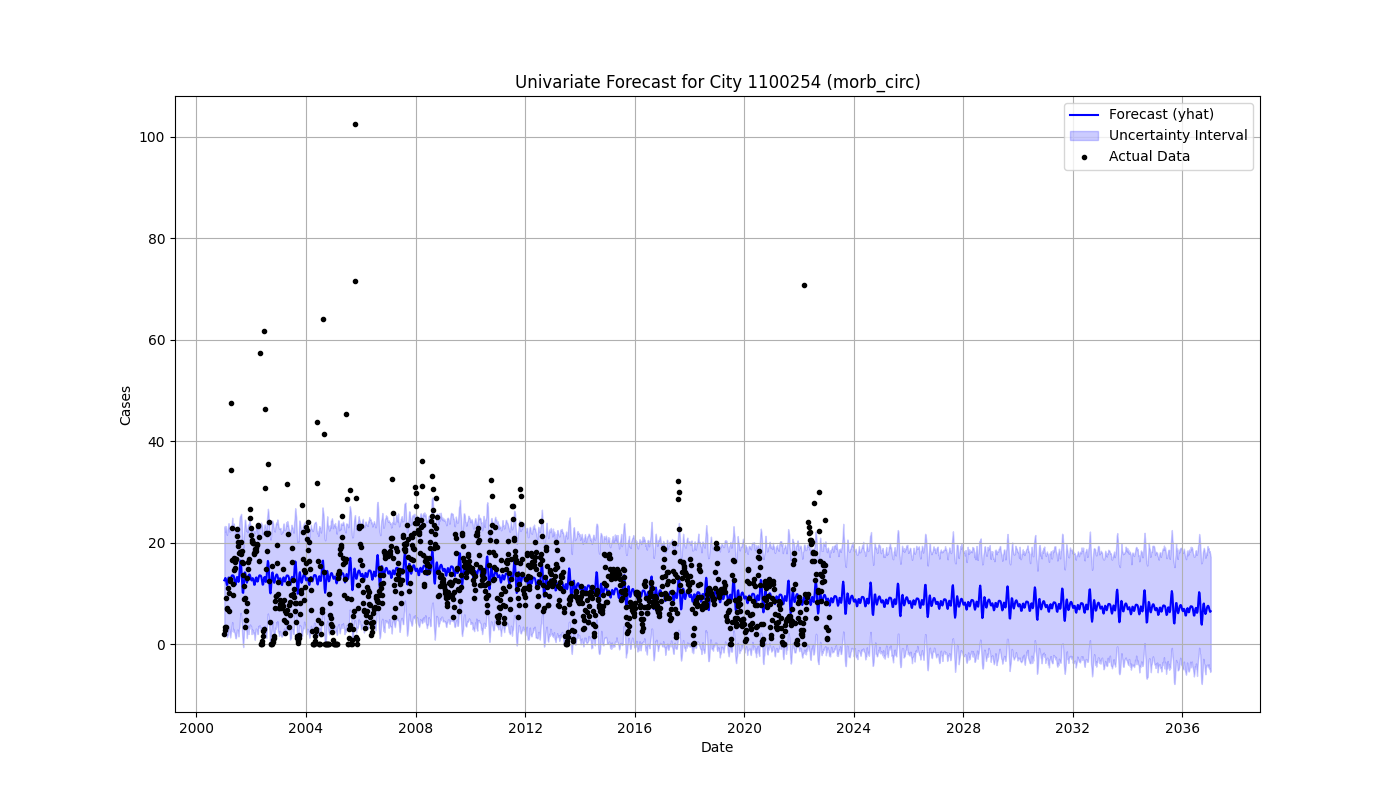 Univariate Forecast for City 1100254 (morb_circ)
Forecast (yhat)
Uncertainty Interval
Actual Data
100
80
60
40
20
0
Cases
2000 2004 2008 2012 2016 2020 2024 2028 2032 2036
Date